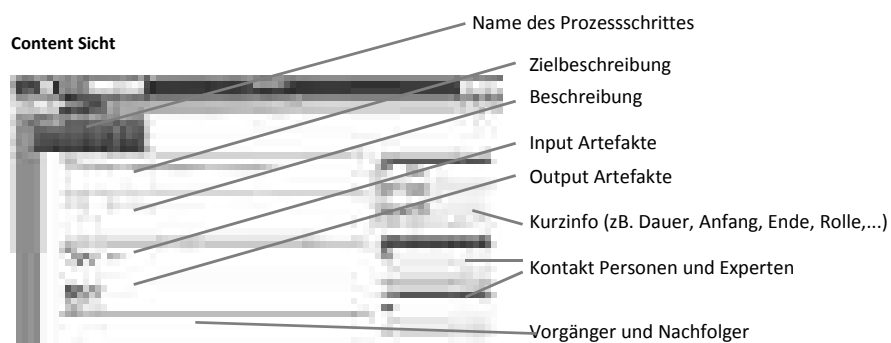 Name des Prozessschrittes
Content Sicht
Zielbeschreibung
Beschreibung
Input Artefakte
Output Artefakte
Kurzinfo (zB. Dauer, Anfang, Ende, Rolle,...)
Kontakt Personen und Experten
Vorgänger und Nachfolger